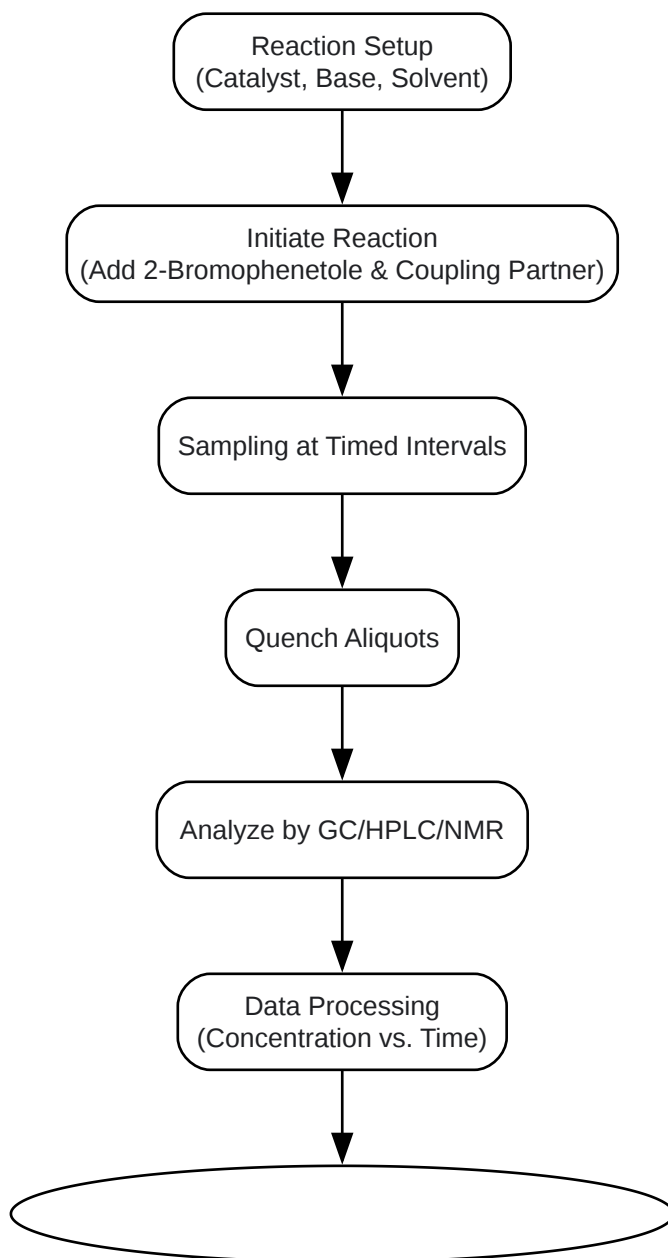 Reaction Setup
(Catalyst, Base, Solvent)
Initiate Reaction
(Add 2-Bromophenetole & Coupling Partner)
Sampling at Timed Intervals
Quench Aliquots
Analyze by GC/HPLC/NMR
Data Processing
(Concentration vs. Time)